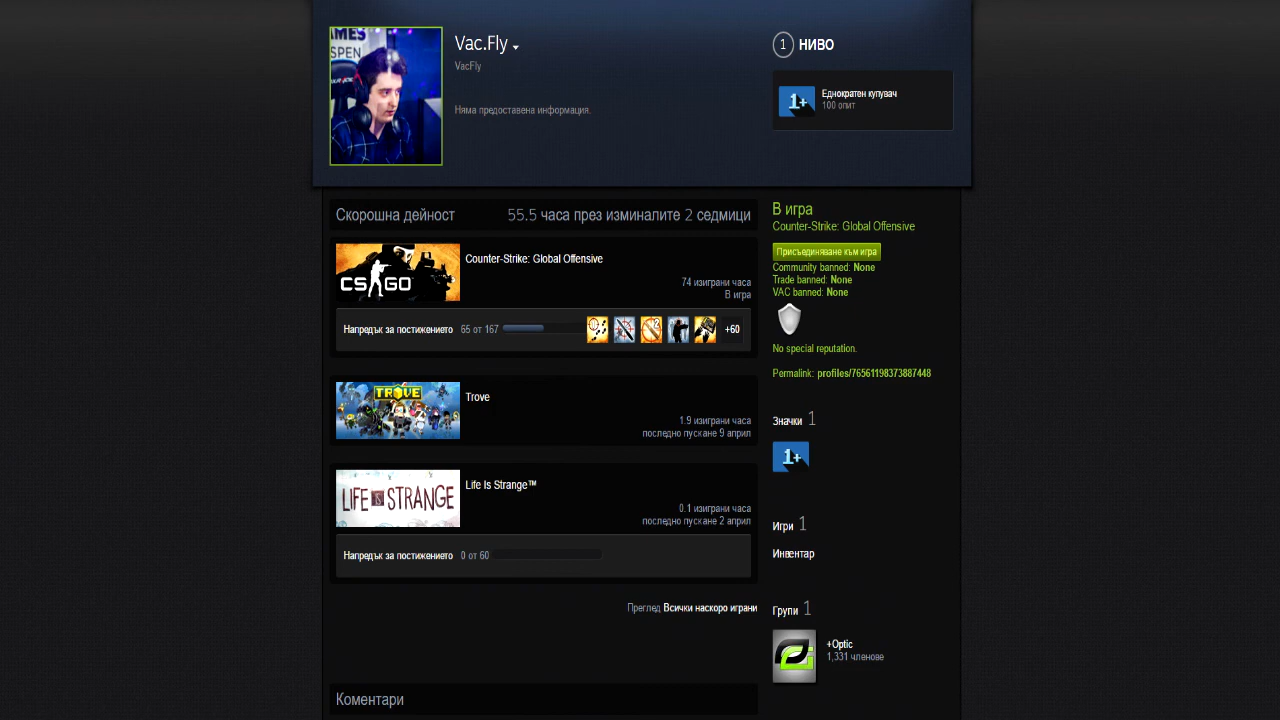 MES
SPEN
Vac.Fly
VacFly
Няма предоставена информация.
1 НИВО
1+
Еднократен купувач
100 опит
Скорошна дейност
55.5 часа през изминалите 2 седмици
CS GO
Counter-Strike: Global Offensive
74 изиграни часа
В игра
Напредък за постижението 65 от 167
+60
TROVE
Trove
1.9 изиграни часа
последно пускане 9 април
LIFE IS STRANGE
Life Is Strange™
0.1 изиграни часа
последно пускане 2 април
Напредък за постижението 0 от 60
Преглед Всички наскоро играни
Коментари
В игра
Counter-Strike: Global Offensive
Присъединяване към игра
Community banned: None
Trade banned: None
VAC banned: None
No special reputation.
Permalink: profiles/76561198373887448
Значки 1
1+
Игри 1
Инвентар
Групи 1
+Optic
1,331 членове